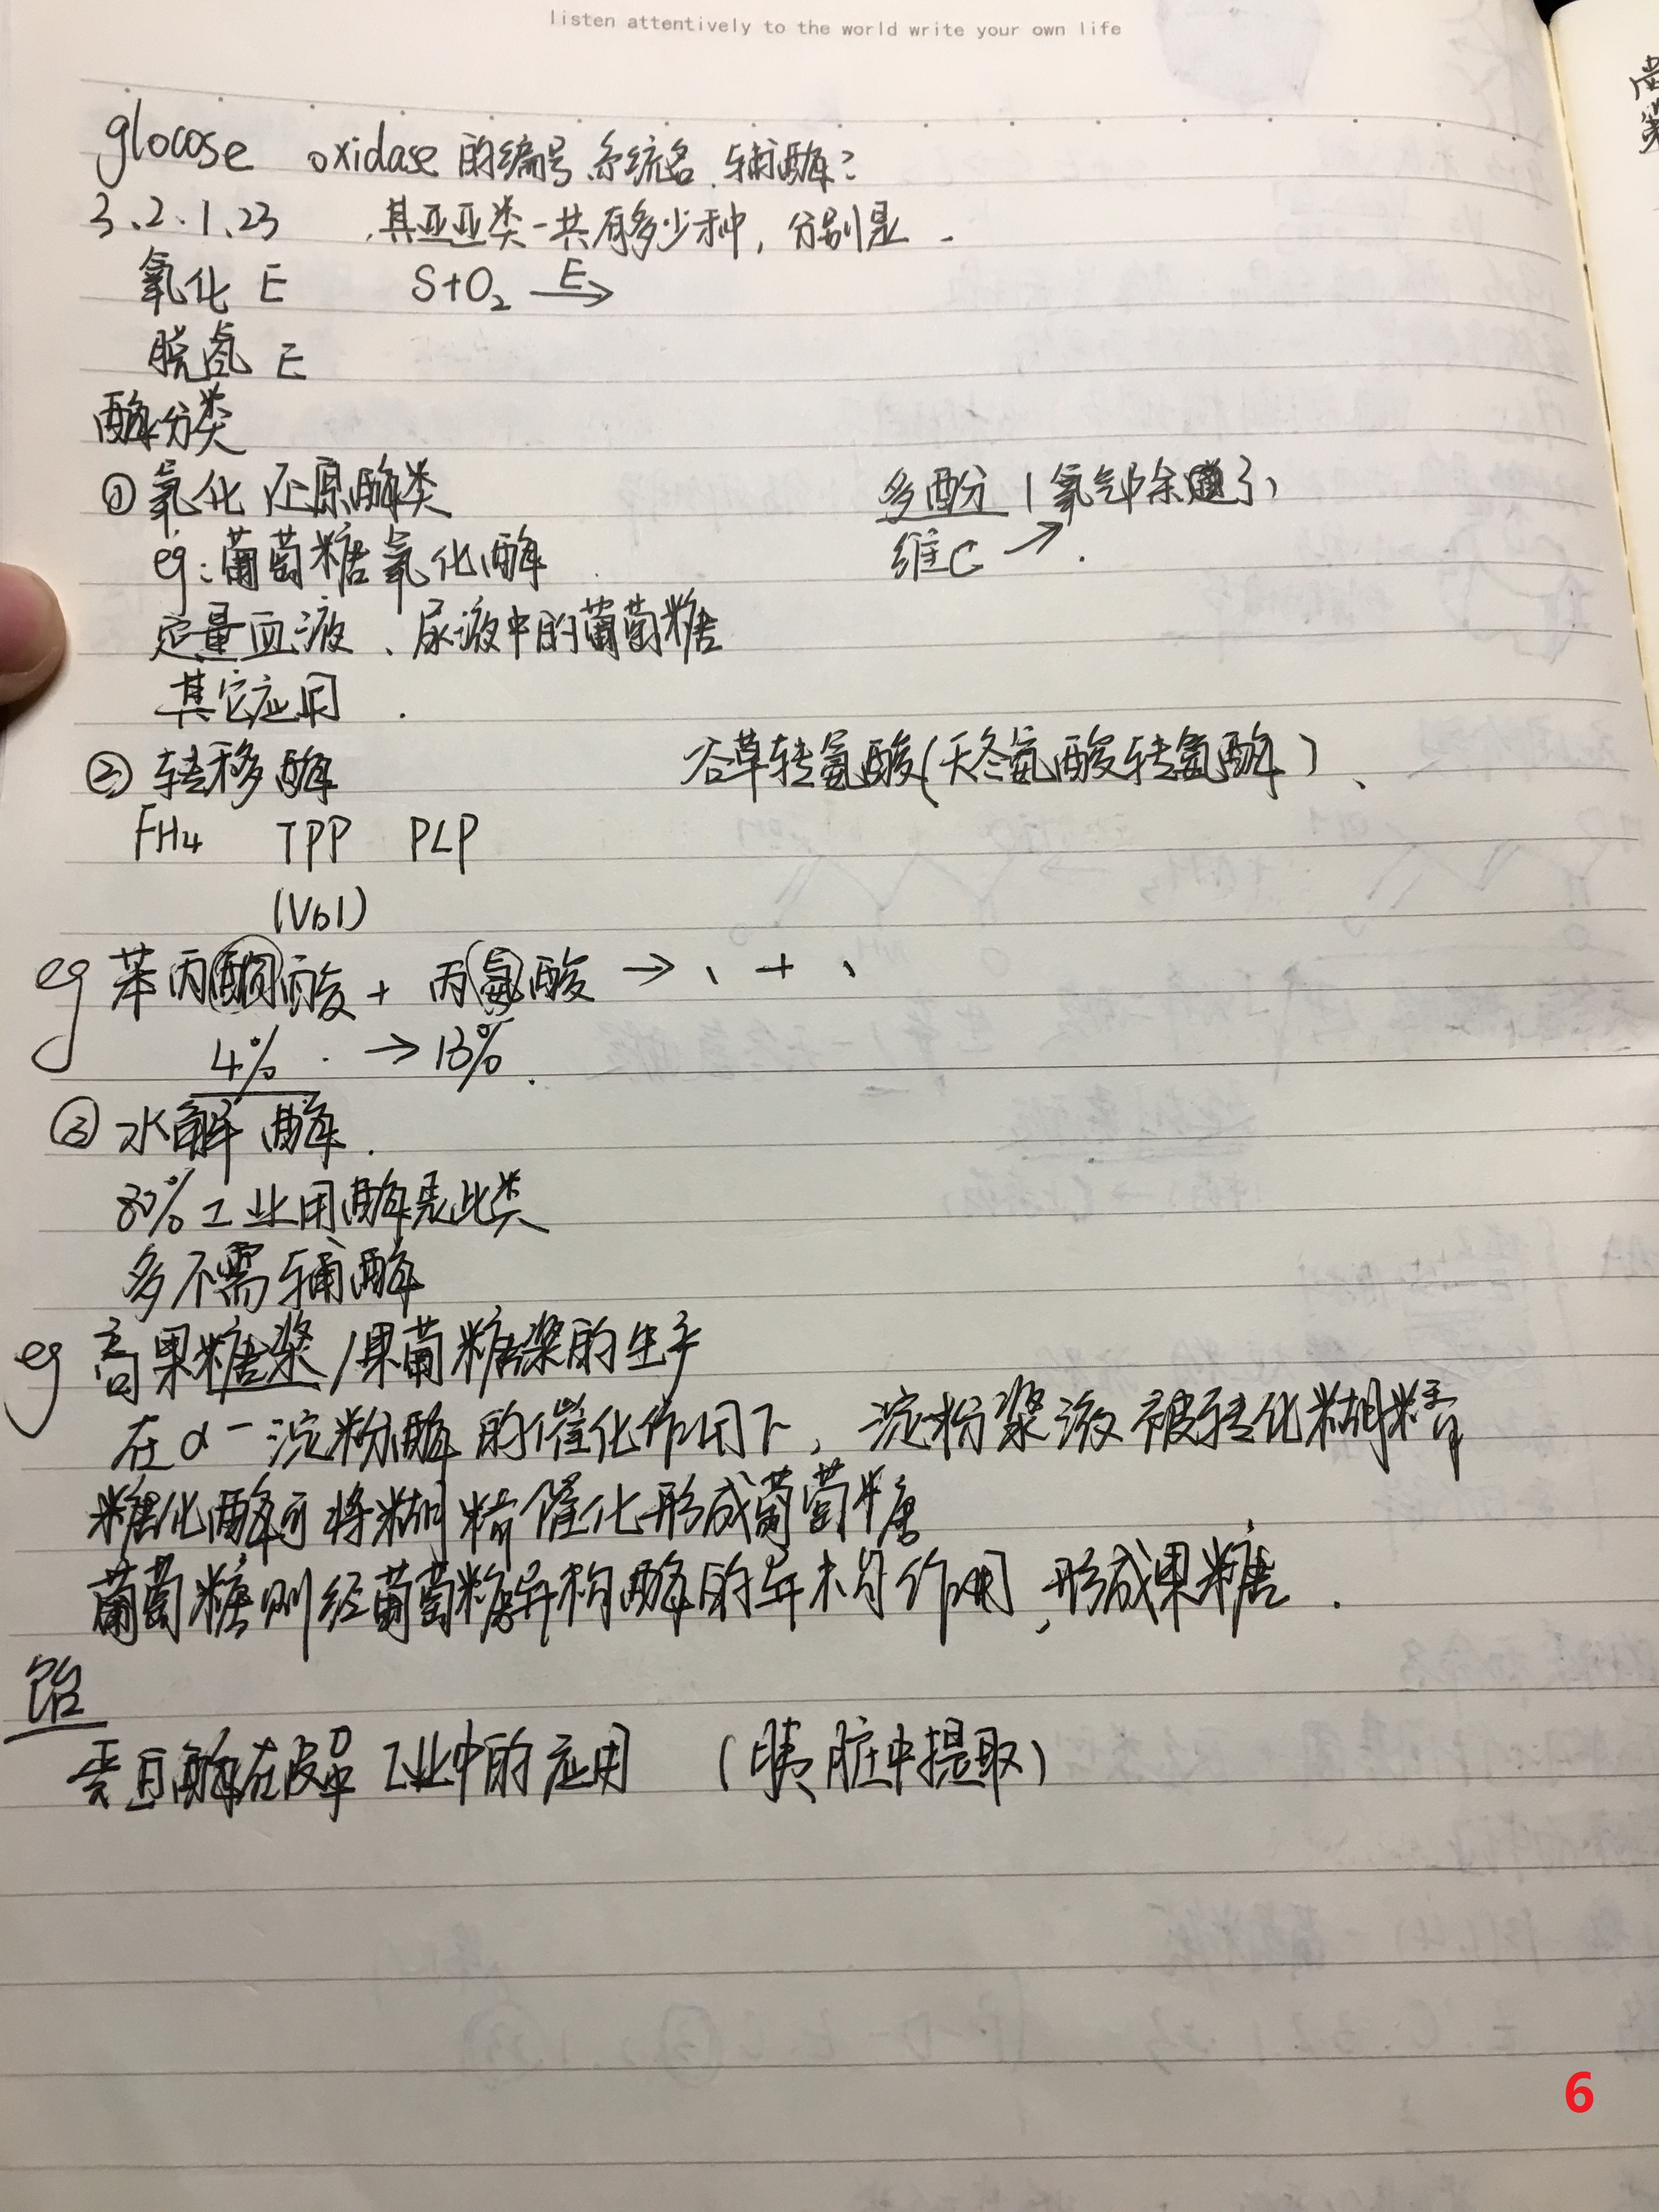 listen attentively to the world write your own life
glocose oxidase 的编号、系统名、辅酶?
3、2、1、23 、其亚亚类一共有多少种，分别是
氧化 E S+O₂ —E→
脱氢 E
酶分类
① 氧化还原酶类 多酚 (氧气除
eg: 葡萄糖氧化酶 维C ↗
定量血液、尿液中的葡萄糖
其它应用 .
② 转移酶 谷草转氨酸(天冬氨酸转氨酶)、
FH4 TPP PLP
(Vb1)
eg 苯丙酮酸 + 丙氨酸 → 、 + 、
4% → 13%
③ 水解酶 .
80% 工业用酶是此类
多不需辅酶
eg 高果糖浆/果葡糖浆的生产
在α-淀粉酶的催化作用下，淀粉浆液被转化糊精
糖化酶可将糊精催化形成葡萄糖
葡萄糖则经葡萄糖异构酶的异构作用，形成果糖.
饴
蛋白酶在皮革工业中的应用 (胰脏中提取)
6